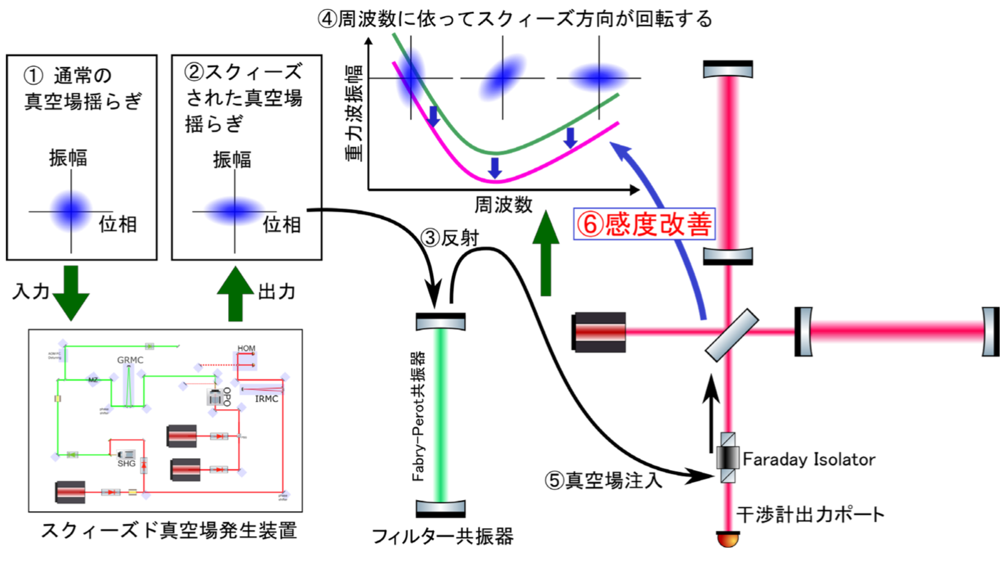 ④周波数に依ってスクィーズ方向が回転する
① 通常の
真空場揺らぎ
振幅
位相
②スクィーズ
された真空場
揺らぎ
振幅
位相
重力波振幅
周波数
⑥感度改善
③反射
入力
出力
HOM
GRMC
MZ
OPO
IRMC
SHG
phase
shifter
phase
shifter
スクィーズド真空場発生装置
Fabry-Perot共振器
フィルター共振器
⑤真空場注入
Faraday Isolator
干渉計出力ポート